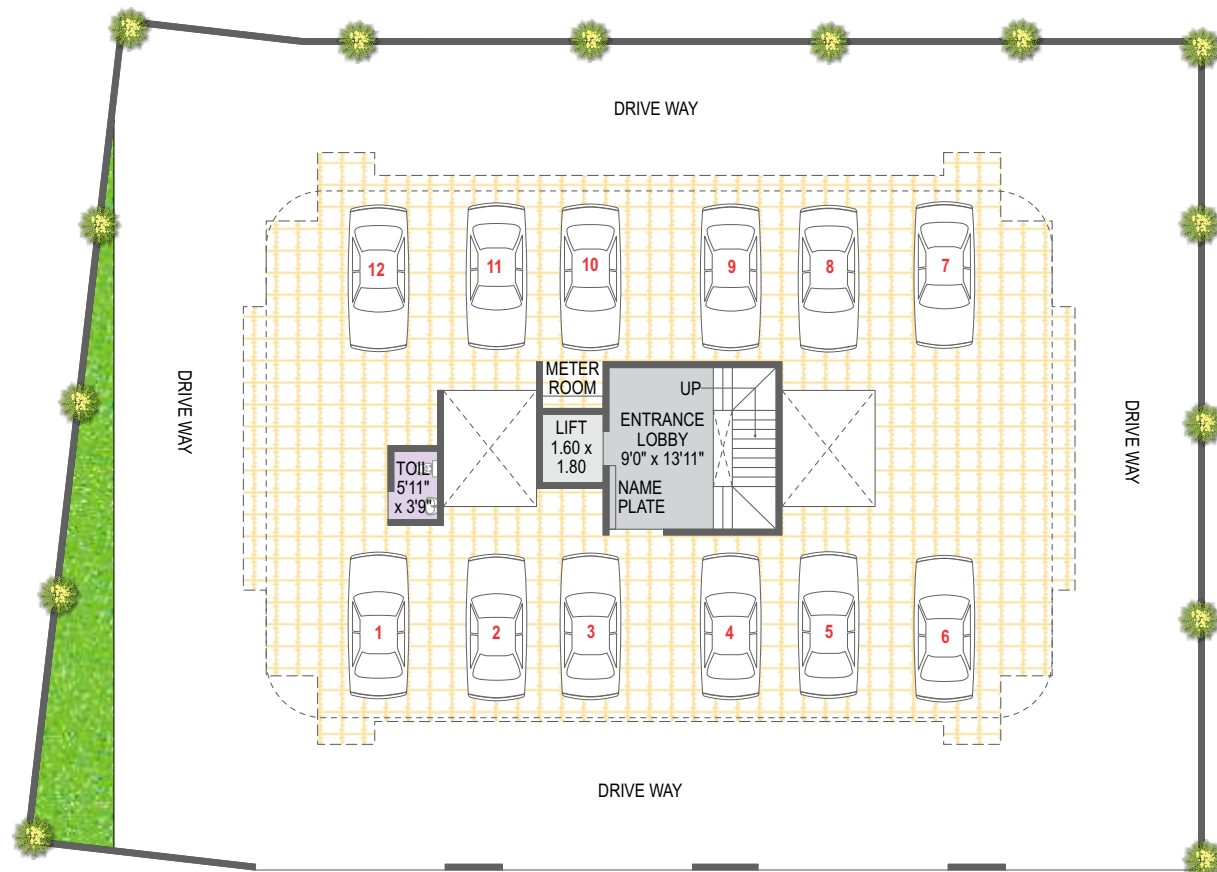 DRIVE WAY
12
11
10
9
8
7
METER
ROOM
UP
DRIVE WAY
LIFT
1.60 x
1.80
ENTRANCE
LOBBY
9'0" x 13'11"
DRIVE WAY
TOIL
5'11"
x 3'9"
NAME
PLATE
1
2
3
4
5
6
DRIVE WAY